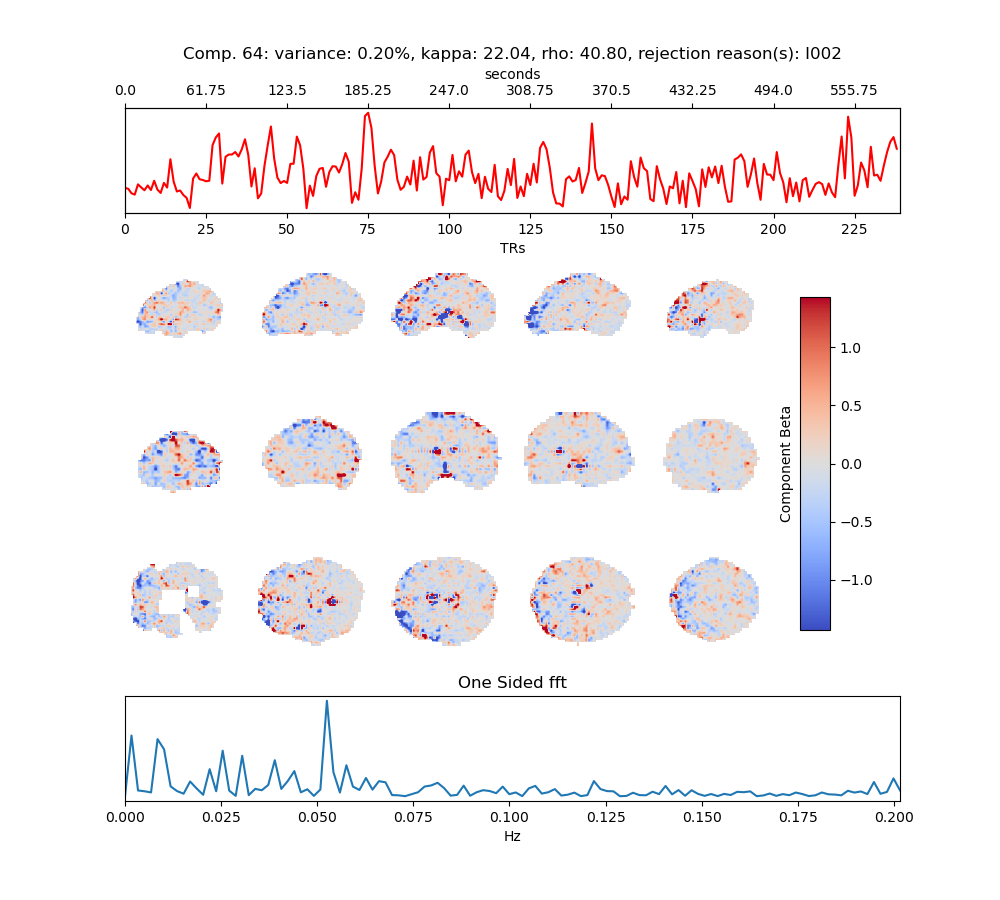 Comp. 64: variance: 0.20%, kappa: 22.04, rho: 40.80, rejection reason(s): I002
seconds
0.0 61.75 123.5 185.25 247.0 308.75 370.5 432.25 494.0 555.75
0 25 50 75 100 125 150 175 200 225
TRs
1.0
0.5
0.0
−0.5
−1.0
Component Beta
One Sided fft
0.000 0.025 0.050 0.075 0.100 0.125 0.150 0.175 0.200
Hz